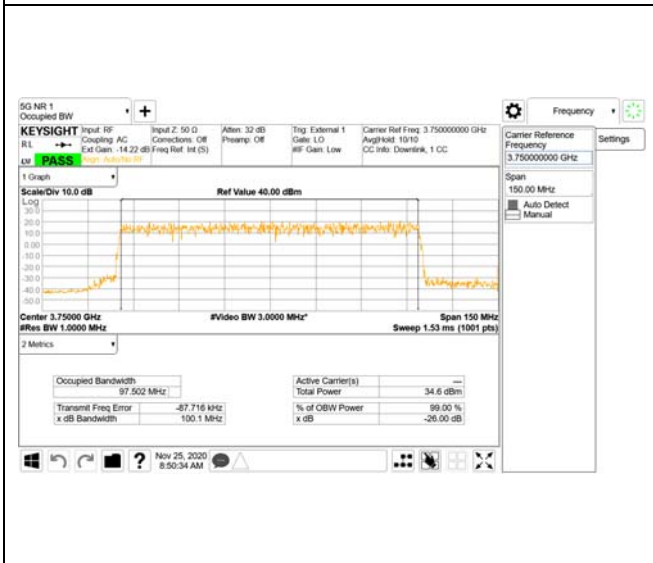 5G NR 1
Occupied BW
+
Frequency
KEYSIGHT Input: RF Input Z: 50 Ω Atten: 32 dB Trig: External 1 Carrier Ref Freq: 3.750000000 GHz
RL Coupling: AC Corrections: Off Preamp: Off Gate: LO Avg|Hold: 10/10
Ext Gain: -14.22 dB Freq Ref: Int (S) #IF Gain: Low CC Info: Downlink, 1 CC
PASS Align: Auto/No RF
Carrier Reference
Frequency
3.750000000 GHz
Settings
Span
150.00 MHz
Auto Detect
Manual
1 Graph
Scale/Div 10.0 dB Ref Value 40.00 dBm
Log
30.0
20.0
10.0
0.00
-10.0
-20.0
-30.0
-40.0
-50.0
Center 3.75000 GHz #Video BW 3.0000 MHz* Span 150 MHz
#Res BW 1.0000 MHz Sweep 1.53 ms (1001 pts)
2 Metrics
Occupied Bandwidth Active Carrier(s) ---
97.502 MHz Total Power 34.6 dBm
Transmit Freq Error -87.716 kHz % of OBW Power 99.00 %
x dB Bandwidth 100.1 MHz x dB -26.00 dB
? Nov 25, 2020
8:50:34 AM